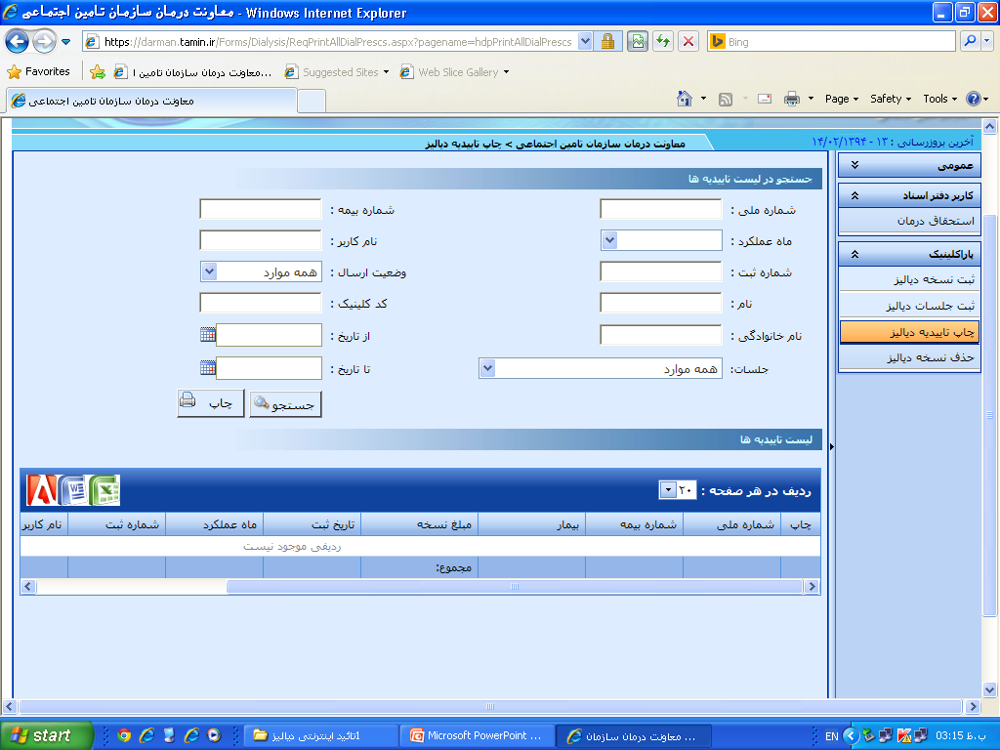 معاونت درمان سازمان تامین اجتماعی - Windows Internet Explorer
https://darman.tamin.ir/Forms/Dialysis/ReqPrintAllDialPrescs.aspx?pagename=hdpPrintAllDialPrescs
Bing
Favorites
معاونت درمان سازمان تامین ا...
Suggested Sites
Web Slice Gallery
معاونت درمان سازمان تامین اجتماعی
Page
Safety
Tools
آخرین بروزرسانی : ۱۳ - ۱۴/۰۲/۱۳۹۴
معاونت درمان سازمان تامین اجتماعی > چاپ تاییدیه دیالیز
عمومی
کاربر دفتر اسناد
استحقاق درمان
پاراکلینیک
ثبت نسخه دیالیز
ثبت جلسات دیالیز
چاپ تاییدیه دیالیز
حذف نسخه دیالیز
جستجو در لیست تاییدیه ها
شماره ملی :
شماره بیمه :
ماه عملکرد :
نام کاربر :
شماره ثبت :
وضعیت ارسال : همه موارد
نام :
کد کلینیک :
نام خانوادگی :
از تاریخ :
جلسات: همه موارد
تا تاریخ :
جستجو
چاپ
لیست تاییدیه ها
ردیف در هر صفحه : ۲۰
چاپ
شماره ملی
شماره بیمه
بیمار
مبلغ نسخه
تاریخ ثبت
ماه عملکرد
شماره ثبت
نام کاربر
ردیفی موجود نیست
مجموع:
start
تائید اینترنتی دیالیز1
Microsoft PowerPoint ...
معاونت درمان سازمان ...
EN
03:15 ب.ظ